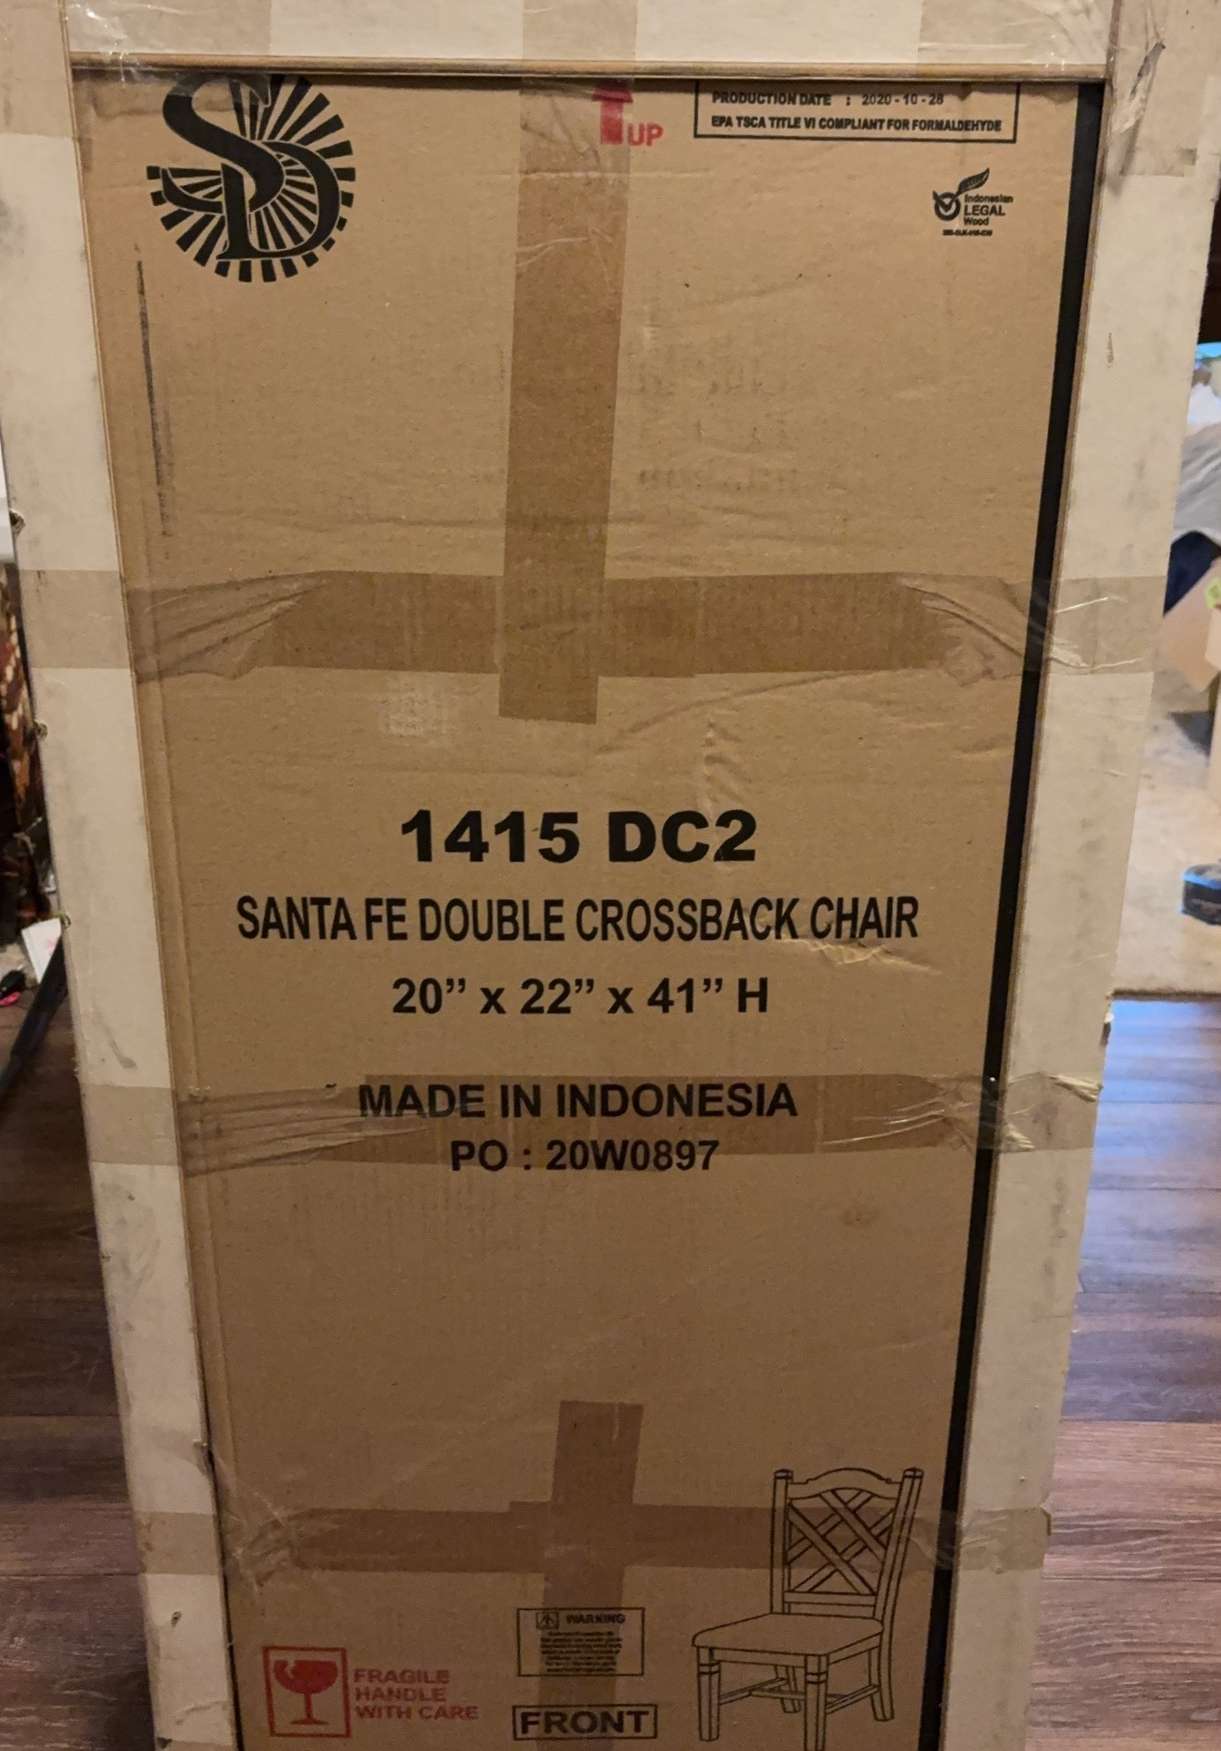 SD
UP
PRODUCTION DATE : 2020-10-28
EPA TSCA TITLE VI COMPLIANT FOR FORMALDEHYDE
Indonesian
LEGAL
Wood
1415 DC2
SANTA FE DOUBLE CROSSBACK CHAIR
20” x 22” x 41” H
MADE IN INDONESIA
PO : 20W0897
WARNING
FRAGILE
HANDLE
WITH CARE
FRONT